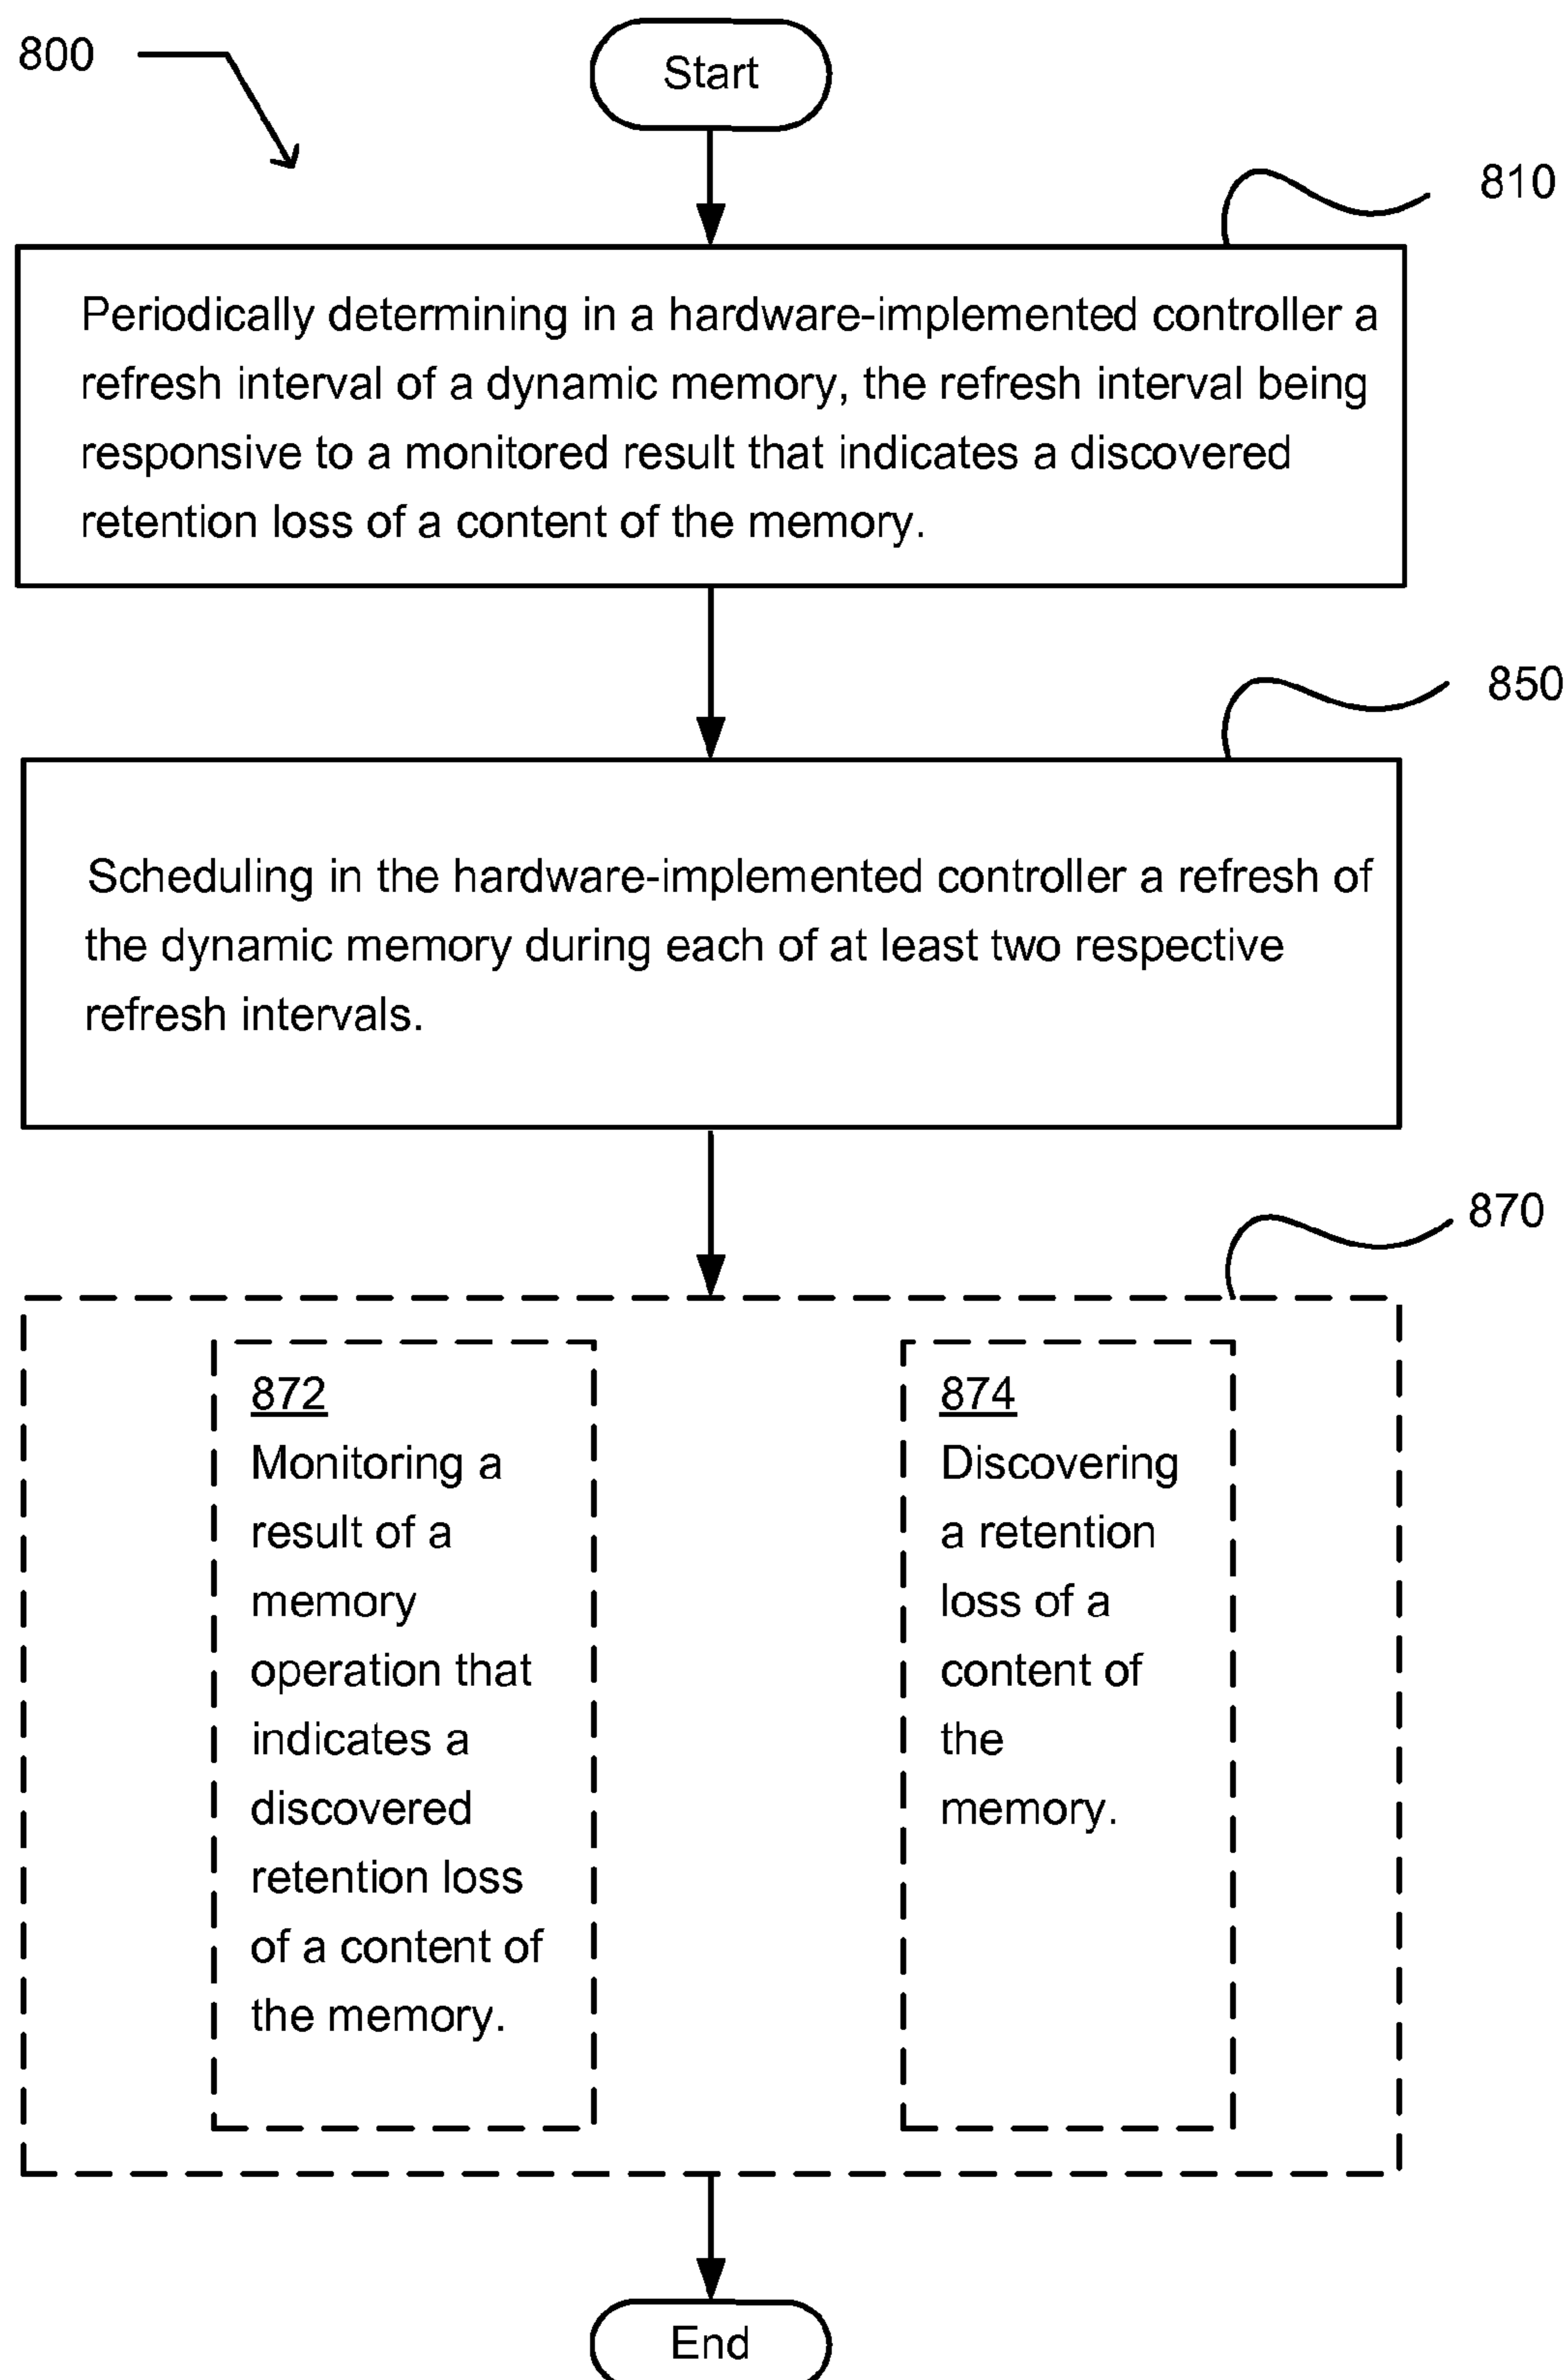 800
Start
810
Periodically determining in a hardware-implemented controller a
refresh interval of a dynamic memory, the refresh interval being
responsive to a monitored result that indicates a discovered
retention loss of a content of the memory.
850
Scheduling in the hardware-implemented controller a refresh of
the dynamic memory during each of at least two respective
refresh intervals.
870
872
Monitoring a
result of a
memory
operation that
indicates a
discovered
retention loss
of a content of
the memory.
874
Discovering
a retention
loss of a
content of
the
memory.
End